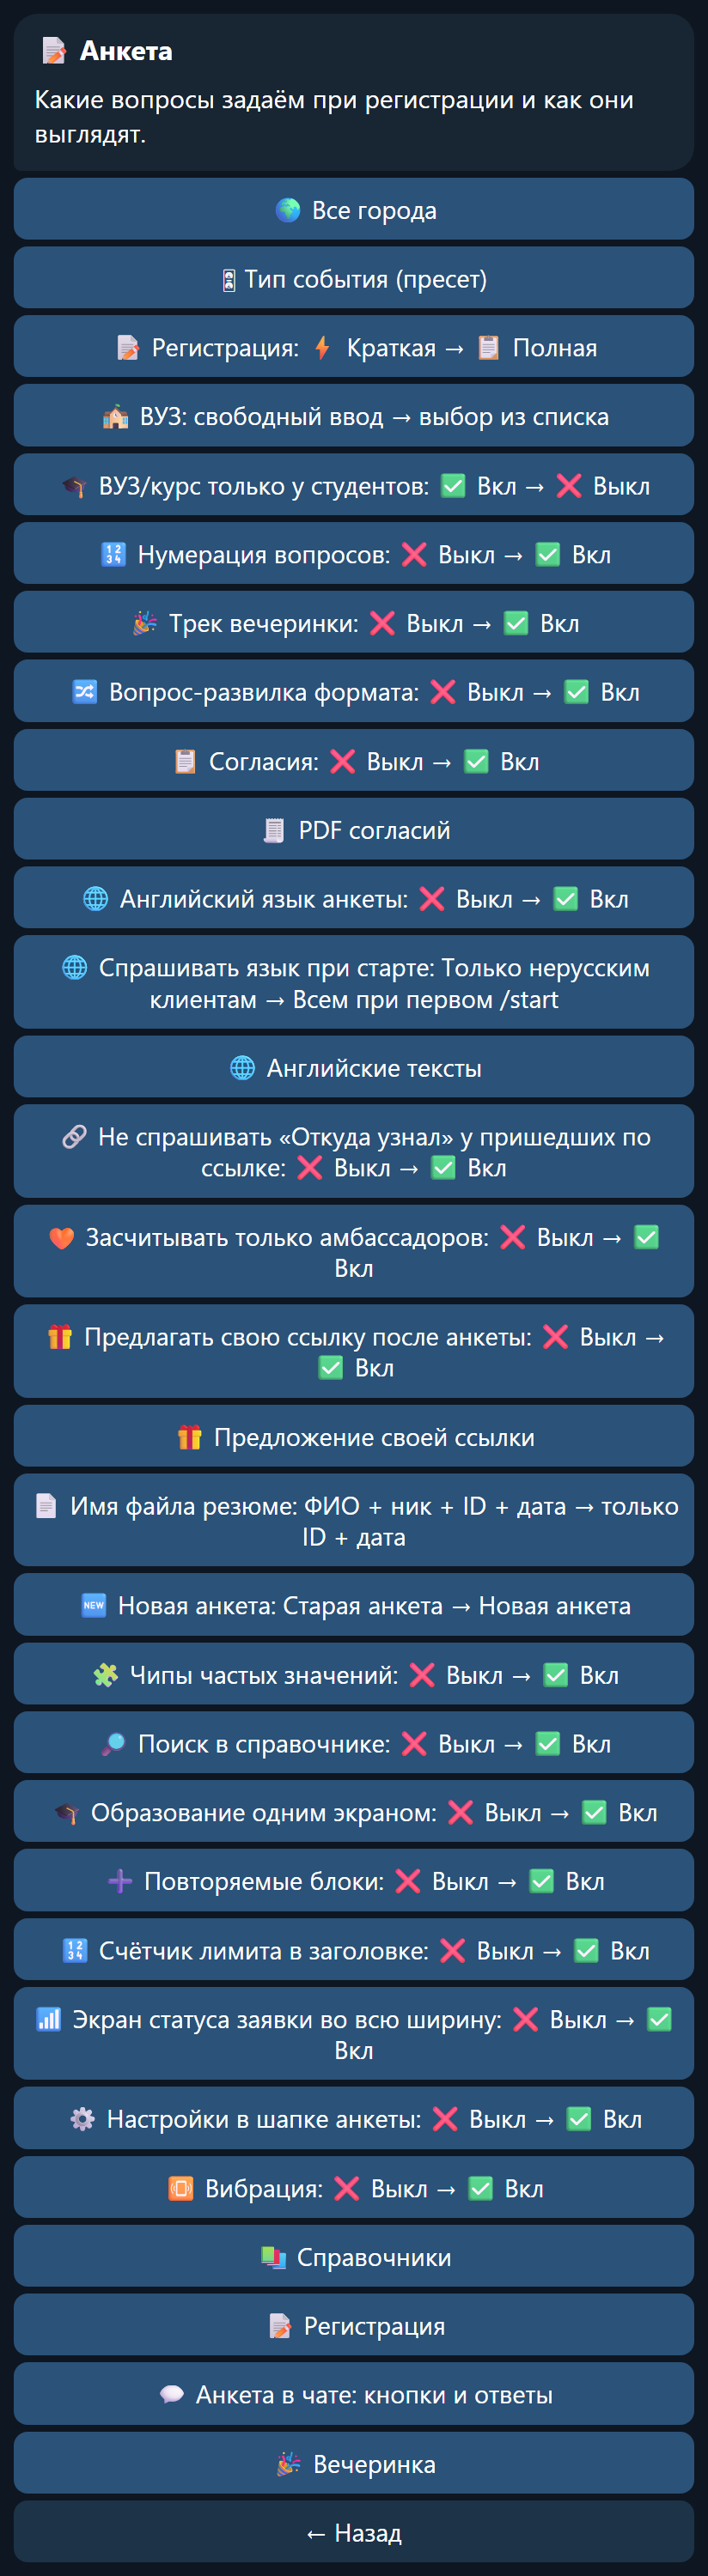 📝 Анкета
Какие вопросы задаём при регистрации и как они
выглядят.
🌍 Все города
🎛 Тип события (пресет)
📝 Регистрация: ⚡ Краткая → 📋 Полная
🏫 ВУЗ: свободный ввод → выбор из списка
🎓 ВУЗ/курс только у студентов: ✅ Вкл → ❌ Выкл
🔢 Нумерация вопросов: ❌ Выкл → ✅ Вкл
🎉 Трек вечеринки: ❌ Выкл → ✅ Вкл
🔀 Вопрос-развилка формата: ❌ Выкл → ✅ Вкл
📋 Согласия: ❌ Выкл → ✅ Вкл
🧾 PDF согласий
🌐 Английский язык анкеты: ❌ Выкл → ✅ Вкл
🌐 Спрашивать язык при старте: Только нерусским
клиентам → Всем при первом /start
🌐 Английские тексты
🔗 Не спрашивать «Откуда узнал» у пришедших по
ссылке: ❌ Выкл → ✅ Вкл
🧡 Засчитывать только амбассадоров: ❌ Выкл → ✅
Вкл
🎁 Предлагать свою ссылку после анкеты: ❌ Выкл →
✅ Вкл
🎁 Предложение своей ссылки
📄 Имя файла резюме: ФИО + ник + ID + дата → только
ID + дата
🆕 Новая анкета: Старая анкета → Новая анкета
🧩 Чипы частых значений: ❌ Выкл → ✅ Вкл
🔎 Поиск в справочнике: ❌ Выкл → ✅ Вкл
🎓 Образование одним экраном: ❌ Выкл → ✅ Вкл
➕ Повторяемые блоки: ❌ Выкл → ✅ Вкл
🔢 Счётчик лимита в заголовке: ❌ Выкл → ✅ Вкл
📊 Экран статуса заявки во всю ширину: ❌ Выкл → ✅
Вкл
⚙️ Настройки в шапке анкеты: ❌ Выкл → ✅ Вкл
📳 Вибрация: ❌ Выкл → ✅ Вкл
📚 Справочники
📝 Регистрация
💬 Анкета в чате: кнопки и ответы
🎉 Вечеринка
← Назад